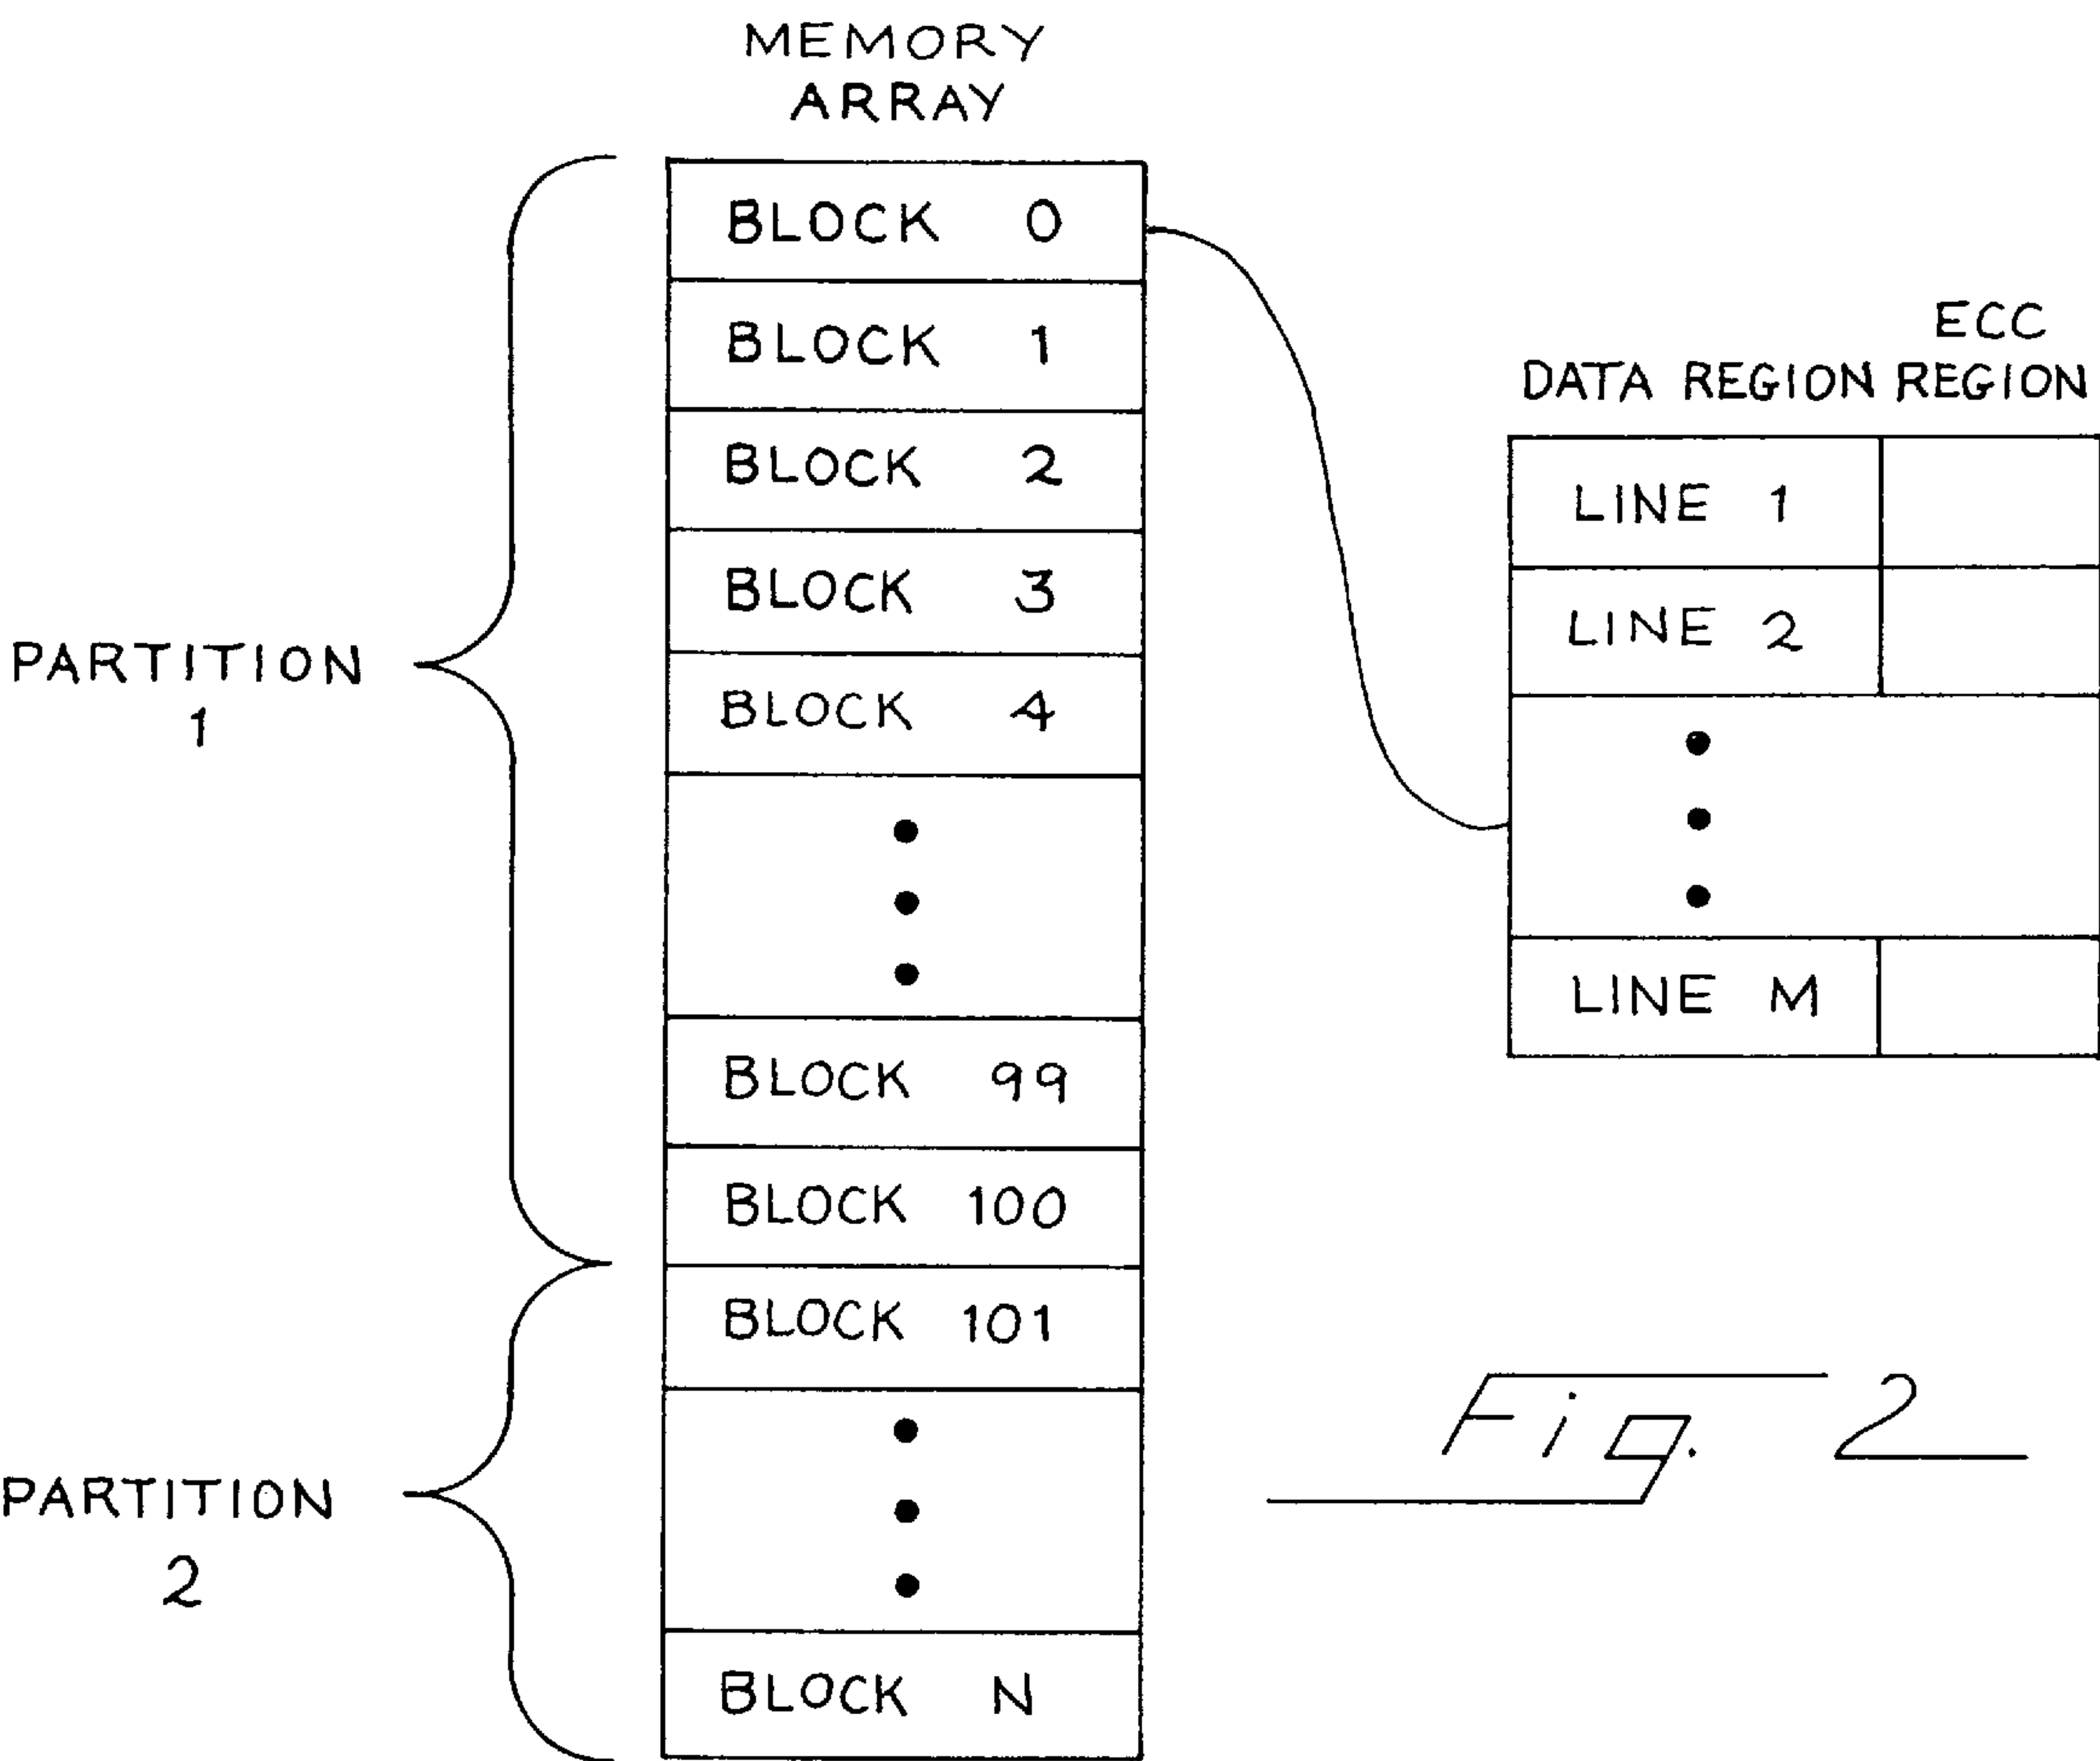 MEMORY
ARRAY
BLOCK 0
BLOCK 1
BLOCK 2
BLOCK 3
BLOCK 4
BLOCK 99
BLOCK 100
BLOCK 101
BLOCK N
PARTITION
1
PARTITION
2
ECC
DATA REGION REGION
LINE 1
LINE 2
LINE M
Fig. 2